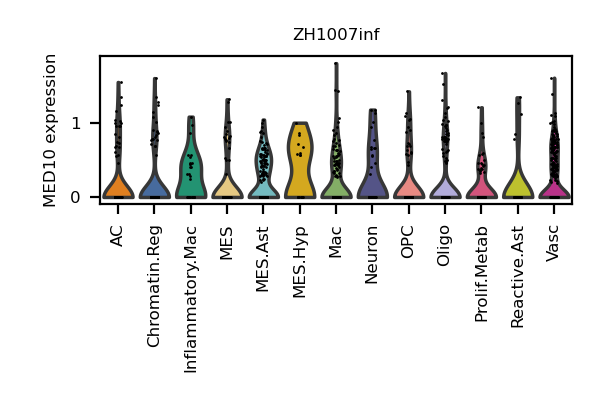 ZH1007inf
MED10 expression
1
0
AC
Chromatin.Reg
Inflammatory.Mac
MES
MES.Ast
MES.Hyp
Mac
Neuron
OPC
Oligo
Prolif.Metab
Reactive.Ast
Vasc